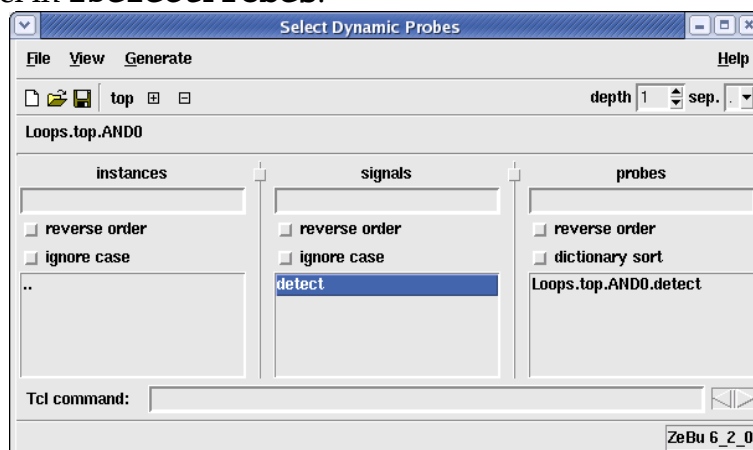 Select Dynamic Probes
File View Generate Help
top depth 1 sep. .
Loops.top.AND0
instances signals probes
reverse order reverse order reverse order
ignore case ignore case dictionary sort
.. detect Loops.top.AND0.detect
Tcl command:
ZeBu 6_2_0